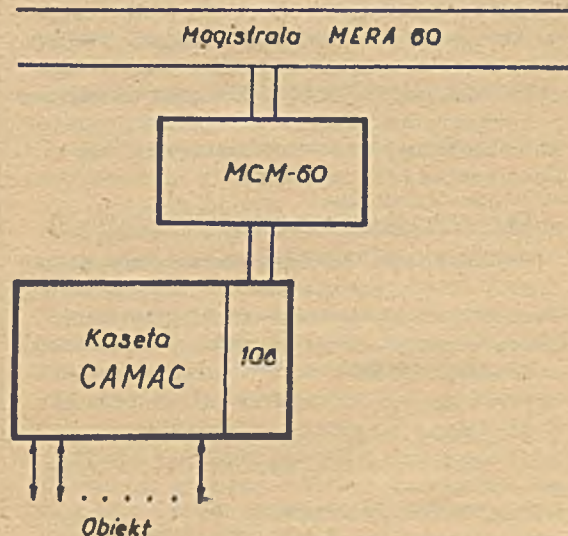 Magistrala MERA 60
MCM-60
Kaseta
CAMAC
106
Obiekt